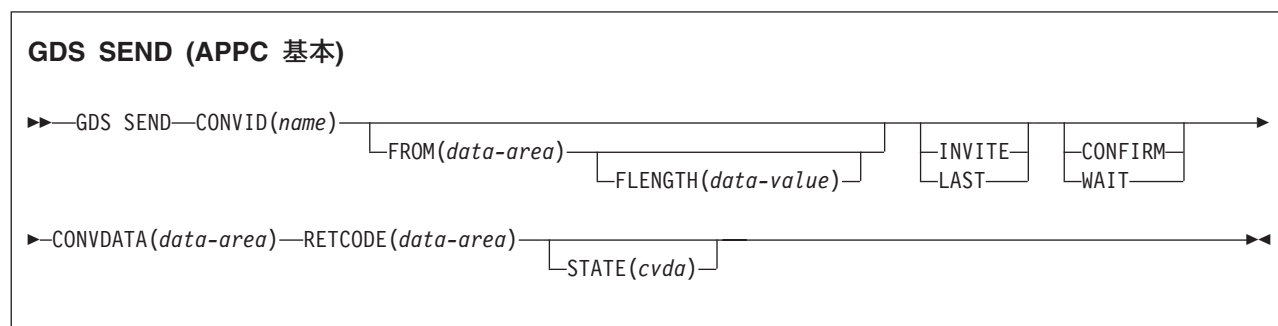 GDS SEND (APPC 基本)
GDS SEND CONVID(name)
FROM(data-area)
FLENGTH(data-value)
INVITE
LAST
CONFIRM
WAIT
CONVDATA(data-area) RETCODE(data-area)
STATE(cvda)